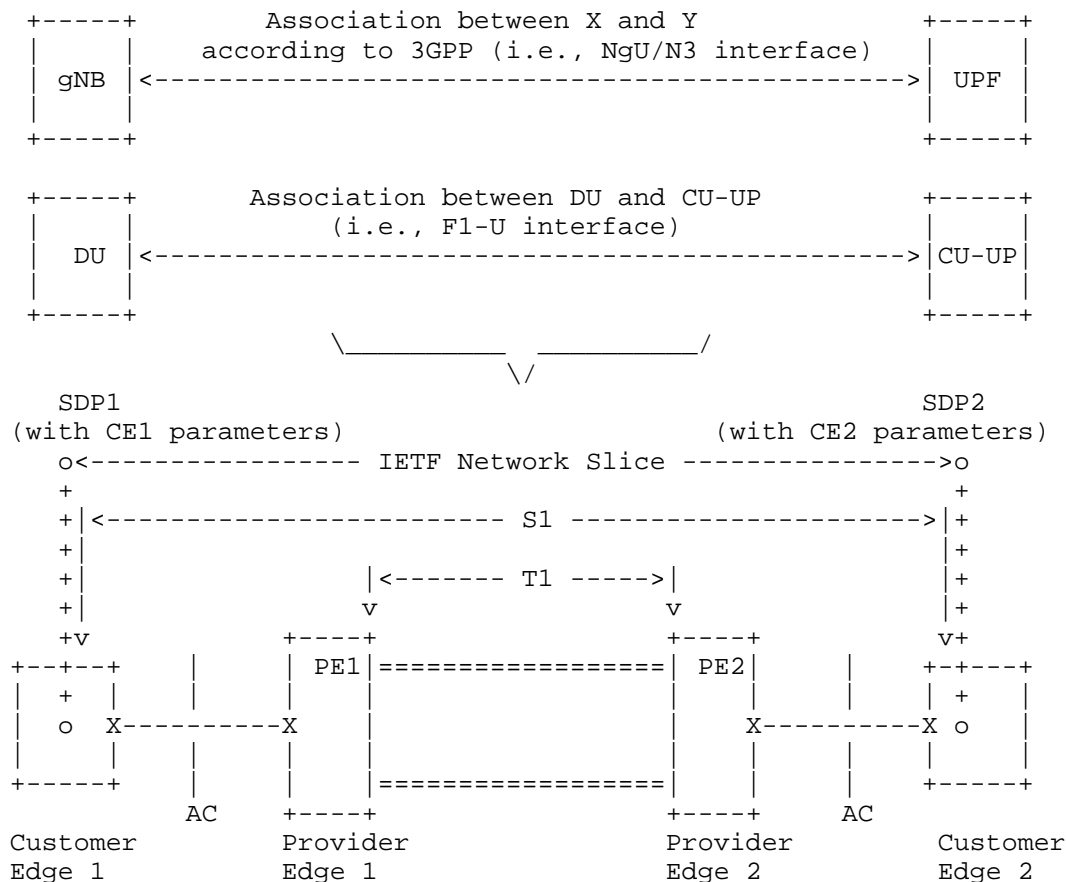 Association between X and Y
according to 3GPP (i.e., NgU/N3 interface)
gNB UPF
Association between DU and CU-UP
(i.e., F1-U interface)
DU CU-UP
SDP1 SDP2
(with CE1 parameters) (with CE2 parameters)
o<----------------- IETF Network Slice ---------------->o
S1
T1
v v
v v
PE1 PE2
o X----------X X----------X o
AC AC
Customer Provider Provider Customer
Edge 1 Edge 1 Edge 2 Edge 2